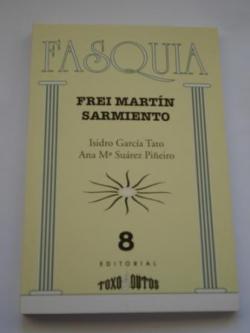 FASQUIA
FREI MARTÍN
SARMIENTO
Isidro García Tato
Ana Mª Suárez Piñeiro
8
EDITORIAL
TOXOSOUTOS